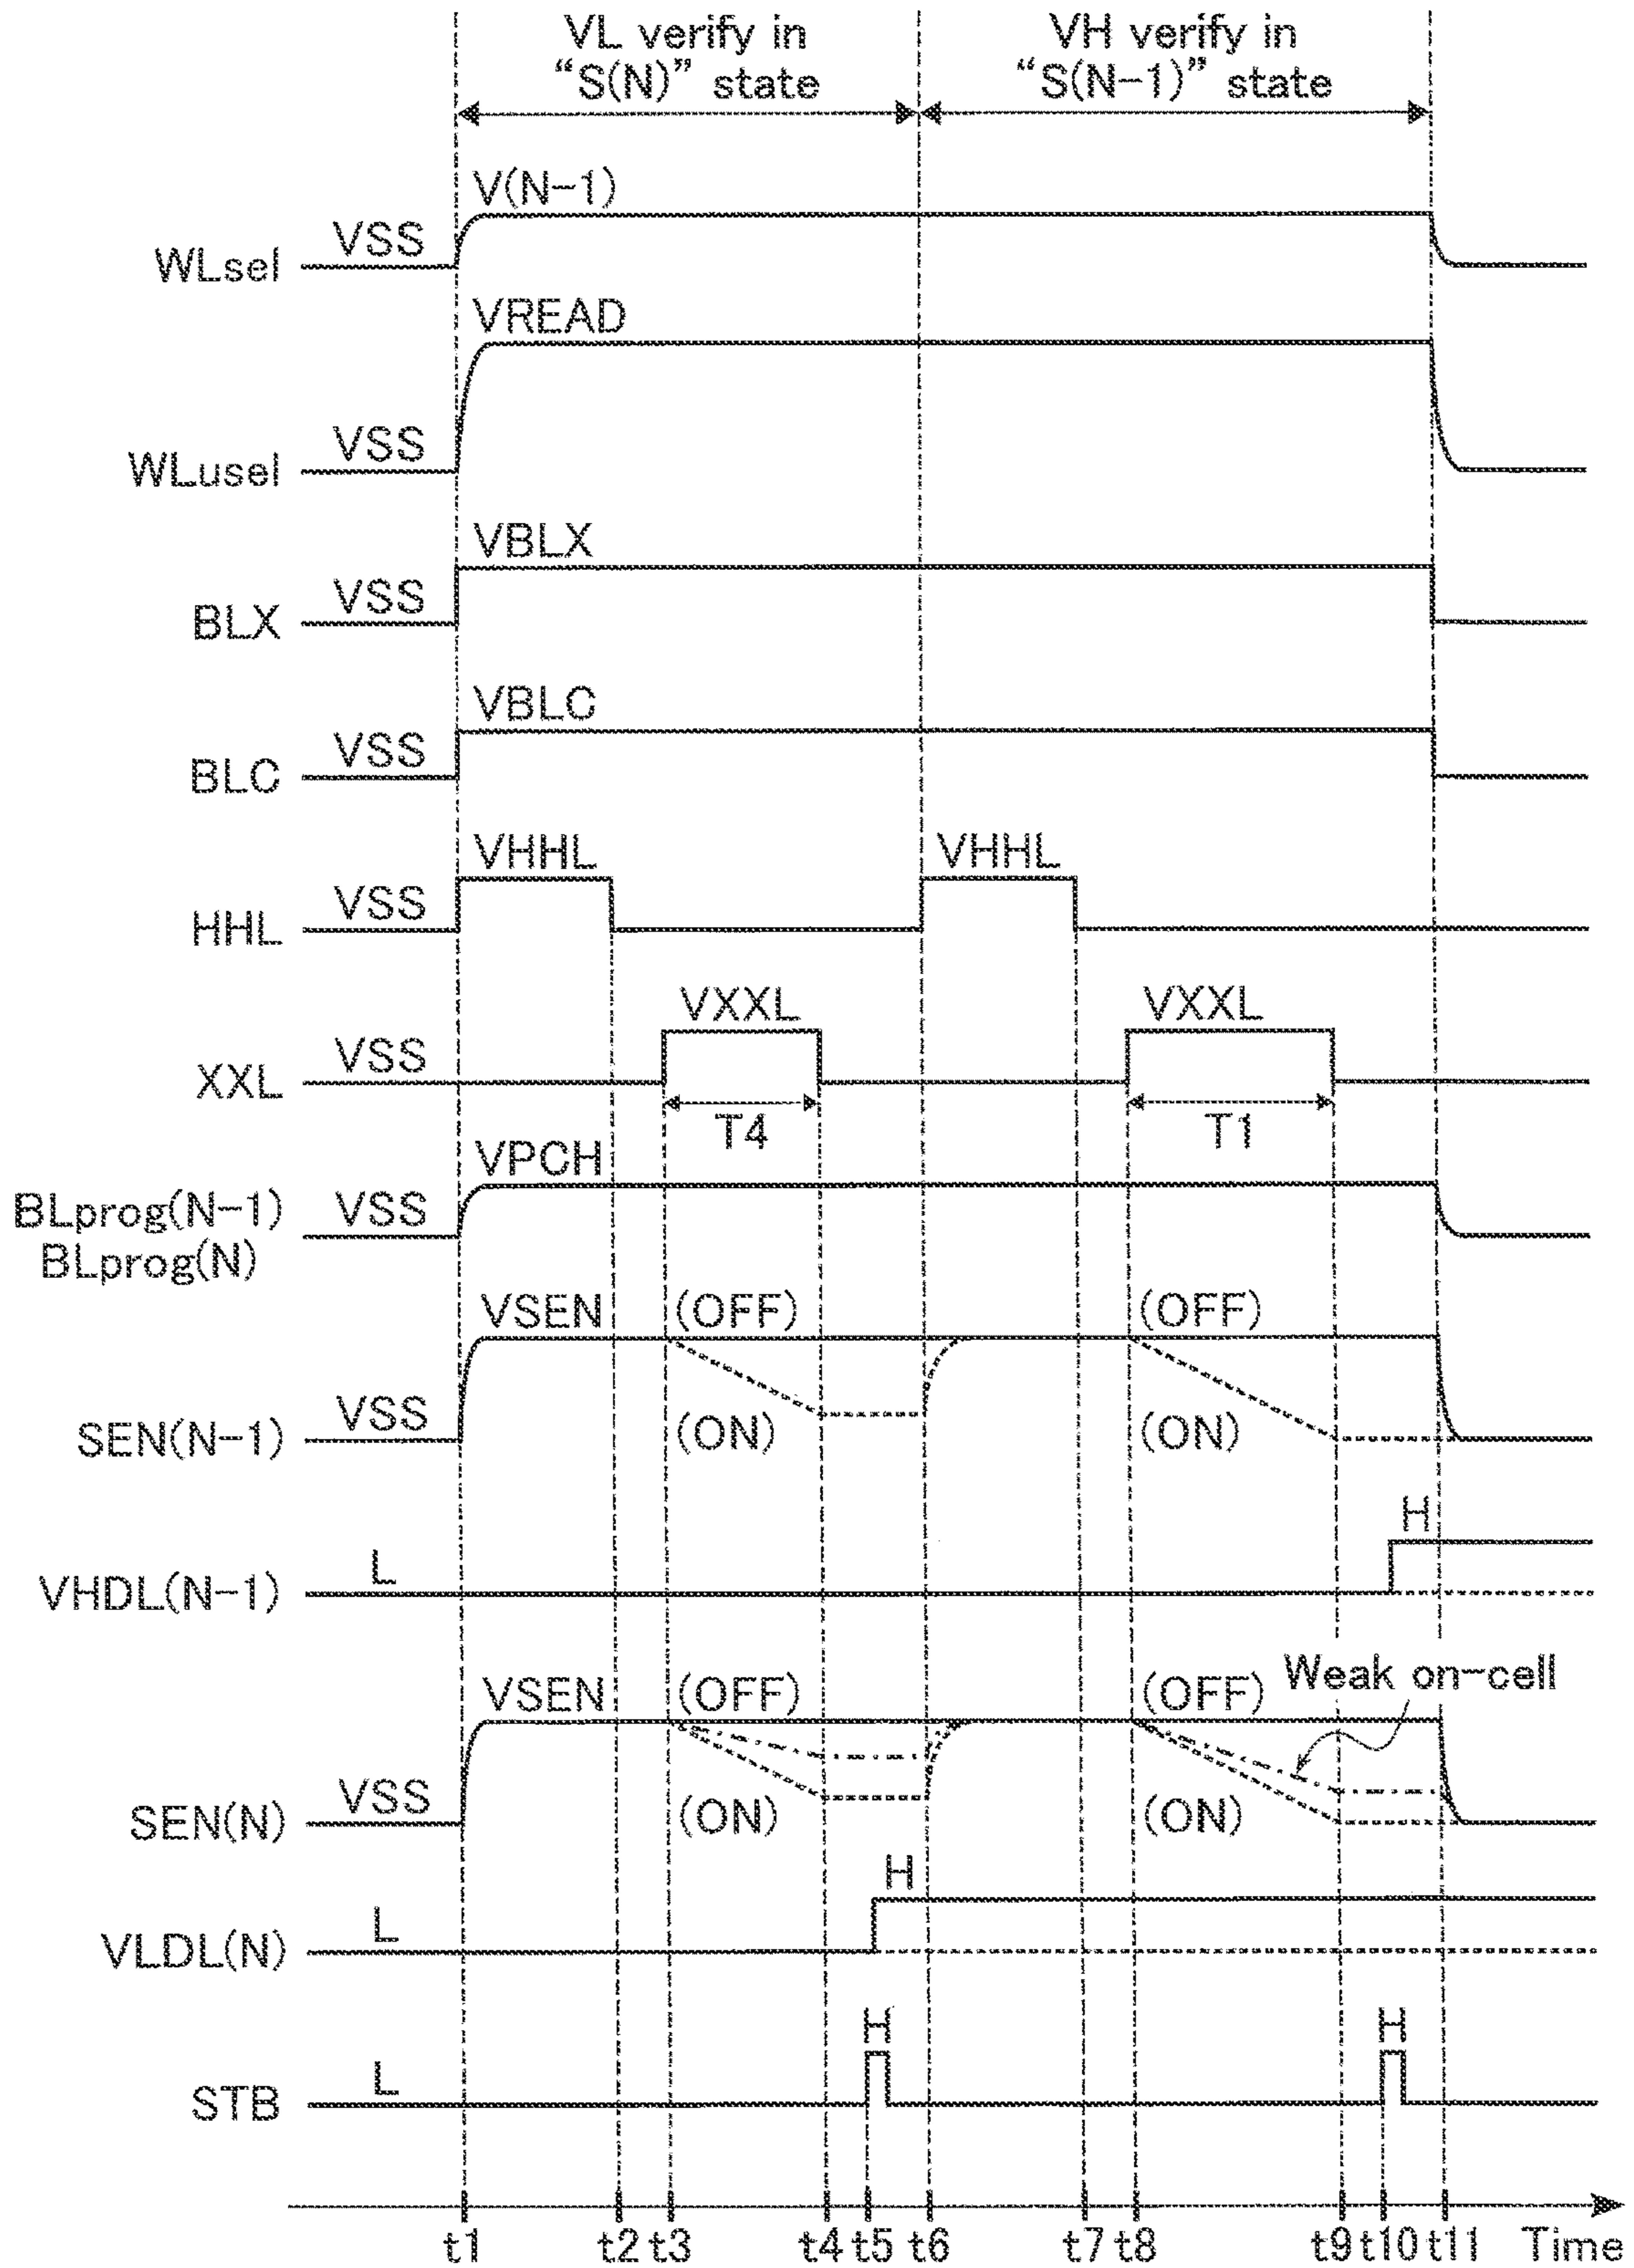 VL verify in
“S(N)” state
VH verify in
“S(N-1)” state
V(N-1)
WLsel VSS
VREAD
WLusel VSS
VBLX
BLX VSS
VBLC
BLC VSS
VHHL VHHL
HHL VSS
VXXL VXXL
XXL VSS
T4 T1
VPCH
BLprog(N-1) VSS
BLprog(N)
VSEN (OFF) (OFF)
SEN(N-1) VSS (ON) (ON)
H
VHDL(N-1) L
VSEN (OFF) (OFF) Weak on-cell
SEN(N) VSS (ON) (ON)
H
VLDL(N) L
H H
STB L
t1 t2 t3 t4 t5 t6 t7 t8 t9 t10 t11 Time